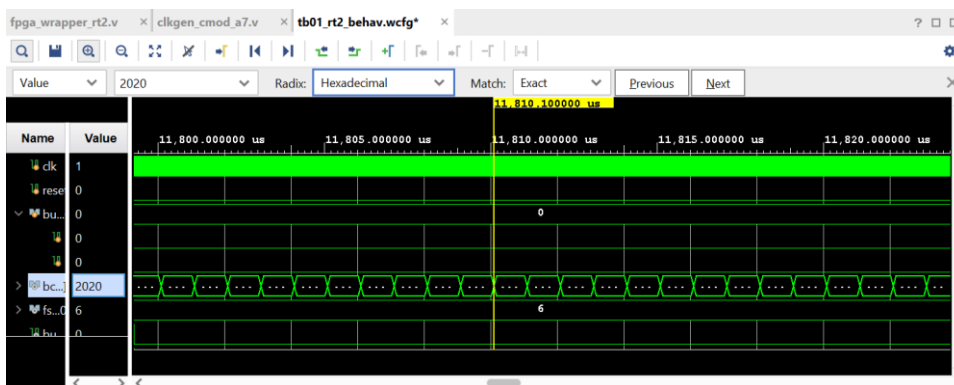 fpga_wrapper_rt2.v × clkgen_cmod_a7.v × tb01_rt2_behav.wcfg* × ?
Value 2020 Radix: Hexadecimal Match: Exact Previous Next
11,810.100000 us
Name Value 11,800.000000 us 11,805.000000 us 11,810.000000 us 11,815.000000 us 11,820.000000 us
clk 1
rese 0
bu... 0 0
0
0
bc...] 2020 ... ... ... ... ... ... ... ... ... ... ... ... ... ... ... ... ... ... ... ... ... ... ... ... ..
fs...0 6 6
bu 0